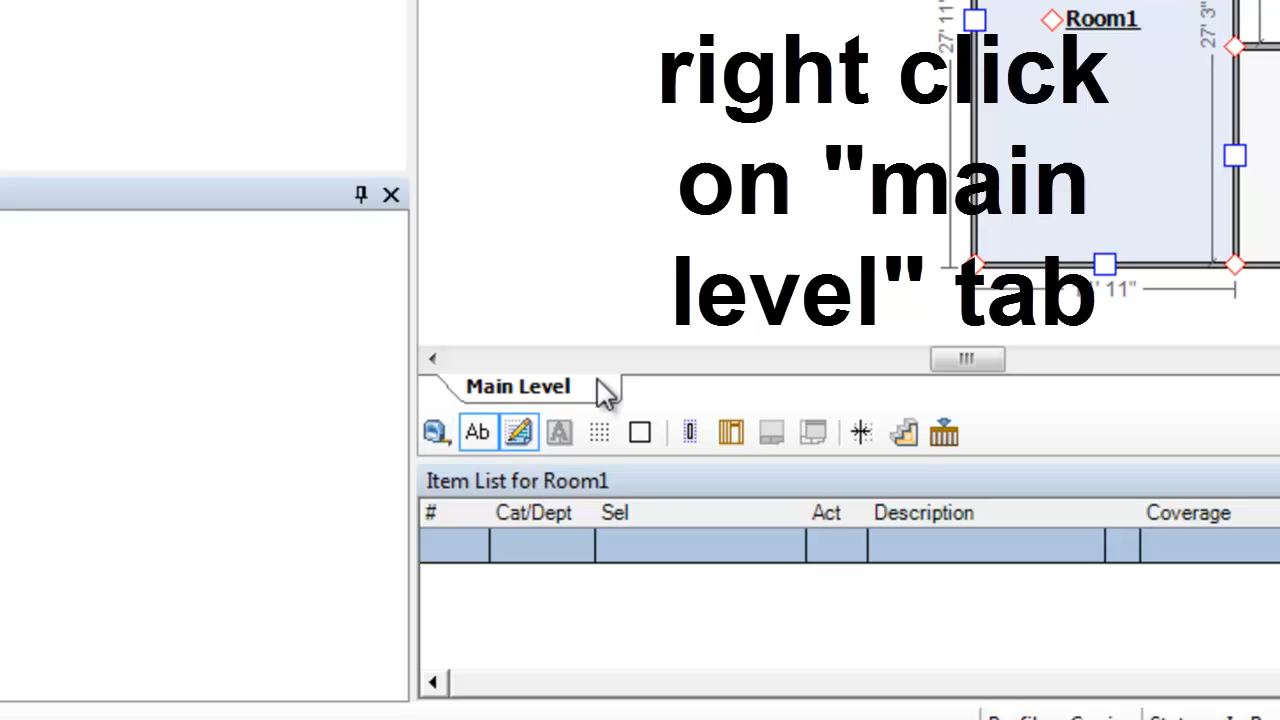 27' 11"
Room1
27' 3"
right click
on "main
level" tab
11"
Main Level
Ab
A
Item List for Room1
# Cat/Dept Sel Act Description Coverage